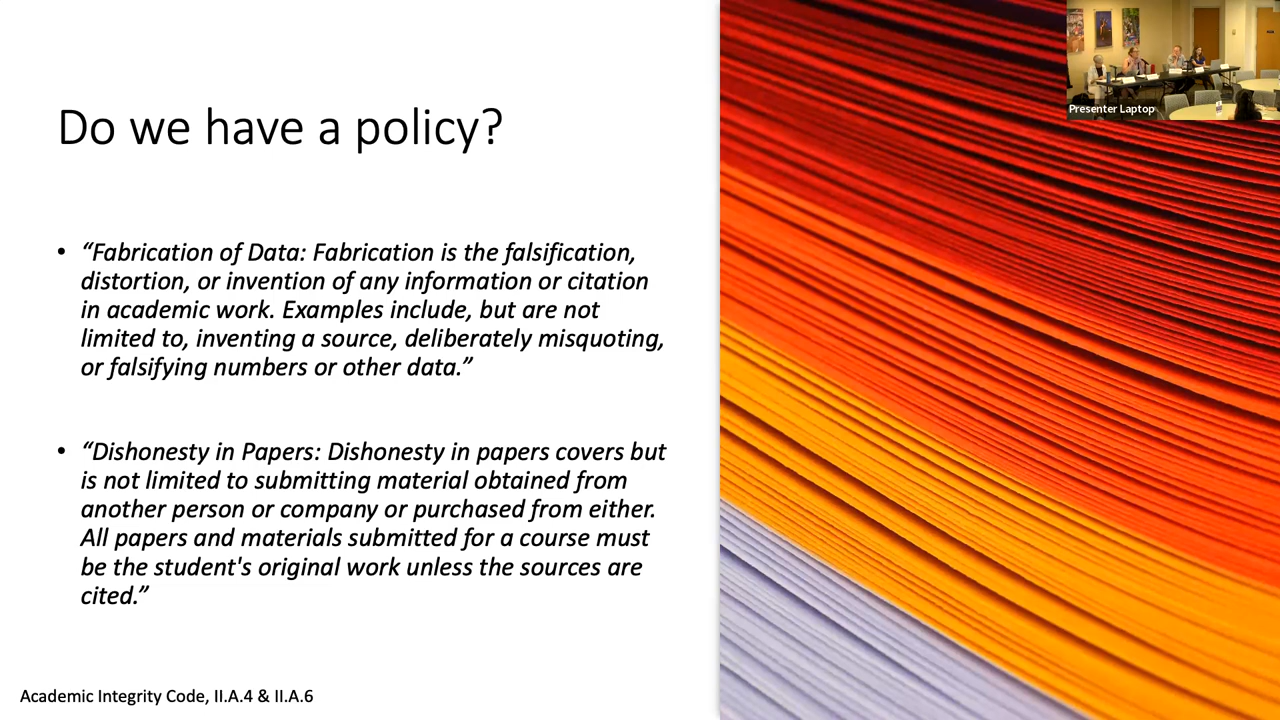 Do we have a policy?
• “Fabrication of Data: Fabrication is the falsification,
distortion, or invention of any information or citation
in academic work. Examples include, but are not
limited to, inventing a source, deliberately misquoting,
or falsifying numbers or other data.”
• “Dishonesty in Papers: Dishonesty in papers covers but
is not limited to submitting material obtained from
another person or company or purchased from either.
All papers and materials submitted for a course must
be the student's original work unless the sources are
cited.”
Academic Integrity Code, II.A.4 & II.A.6
Presenter Laptop